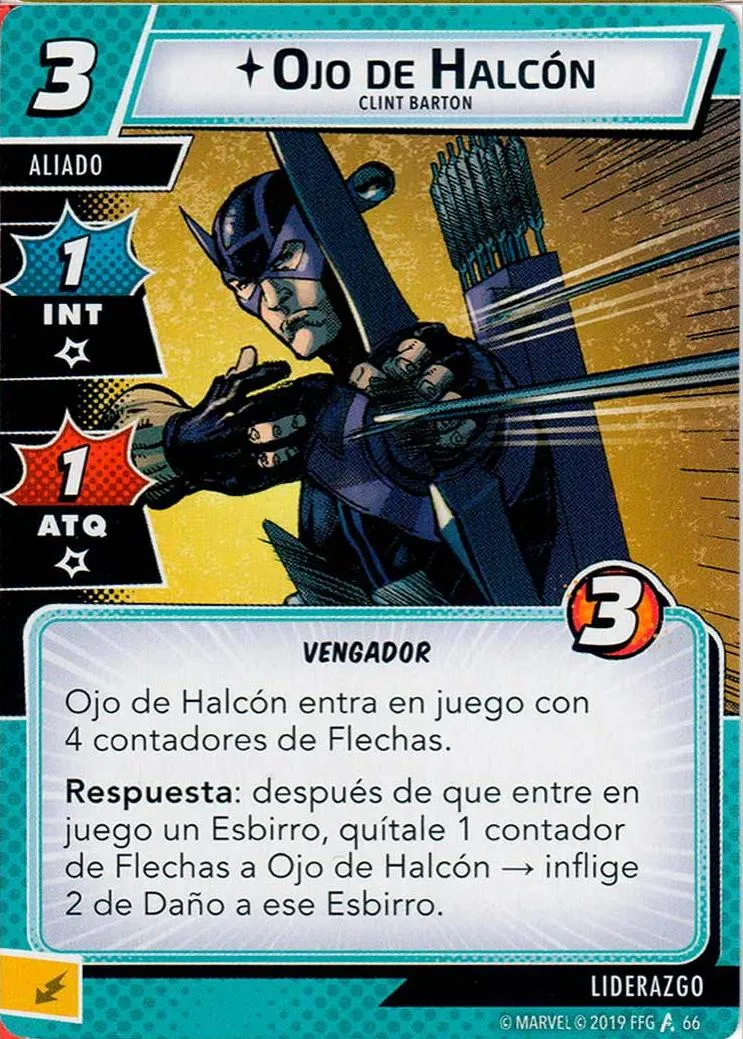 3
OJO DE HALCÓN
CLINT BARTON
ALIADO
1
INT
1
ATQ
3
VENGADOR
Ojo de Halcón entra en juego con
4 contadores de Flechas.
Respuesta: después de que entre en
juego un Esbirro, quítale 1 contador
de Flechas a Ojo de Halcón → inflige
2 de Daño a ese Esbirro.
LIDERAZGO
© MARVEL © 2019 FFG 66